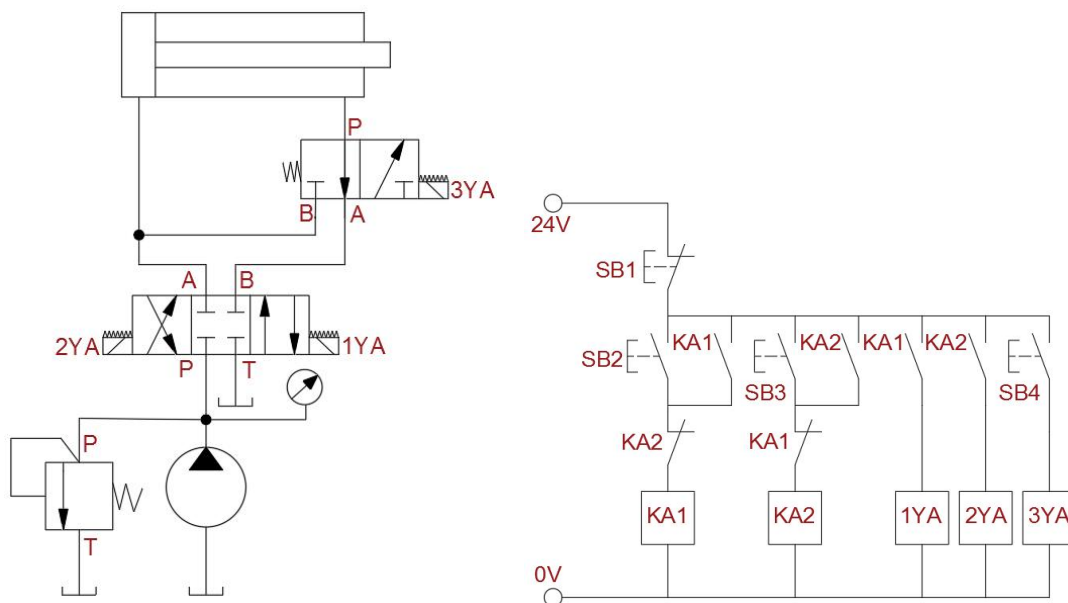 P
3YA
B A
A B
2YA 1YA
P T
P
T
24V
SB1
SB2 KA1 KA2 KA1 KA2
SB3 SB4
KA2 KA1
KA1 KA2 1YA 2YA 3YA
0V